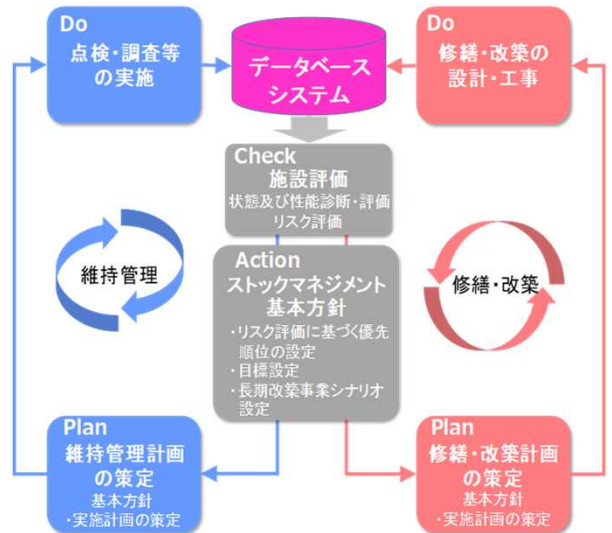 Do
点検・調査等
の実施
データベース
システム
Do
修繕・改築の
設計・工事
Check
施設評価
状態及び性能診断・評価
リスク評価
維持管理
Action
ストックマネジメント
基本方針
・リスク評価に基づく優先
順位の設定
・目標設定
・長期改築事業シナリオ
設定
修繕・改築
Plan
維持管理計画
の策定
基本方針
・実施計画の策定
Plan
修繕・改築計画
の策定
基本方針
・実施計画の策定